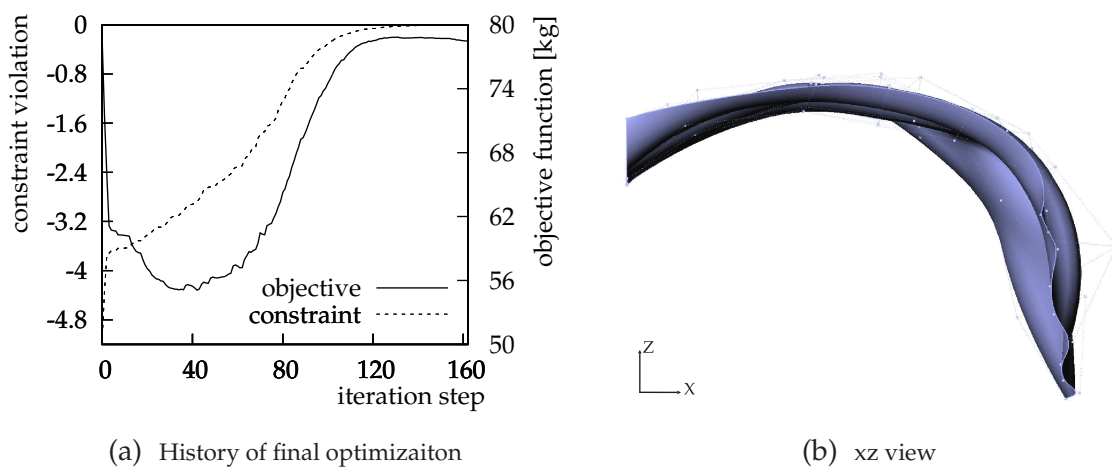 0
-0.8
-1.6
-2.4
-3.2
-4
-4.8
constraint violation
80
74
68
62
56
50
objective function [kg]
objective
constraint
0 40 80 120 160
iteration step
Z
X
(a) History of final optimizaiton
(b) xz view